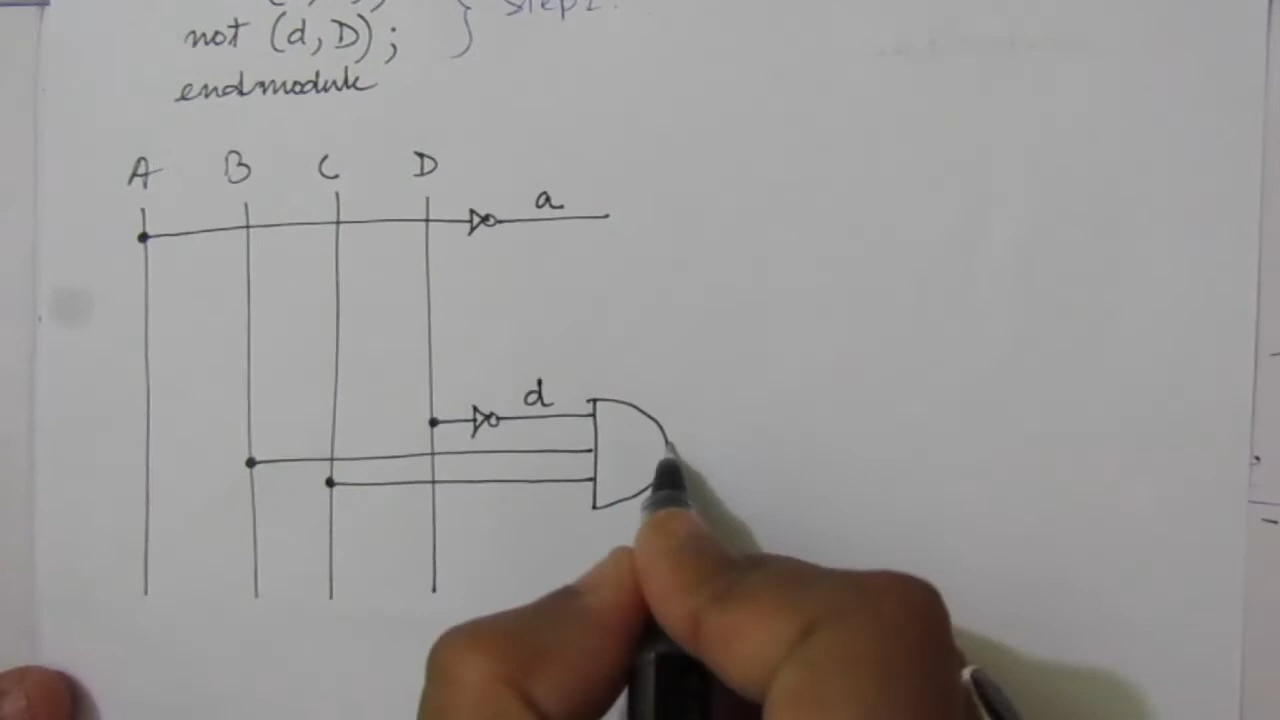 not (d, D);
endmodule
A B C D
a
d